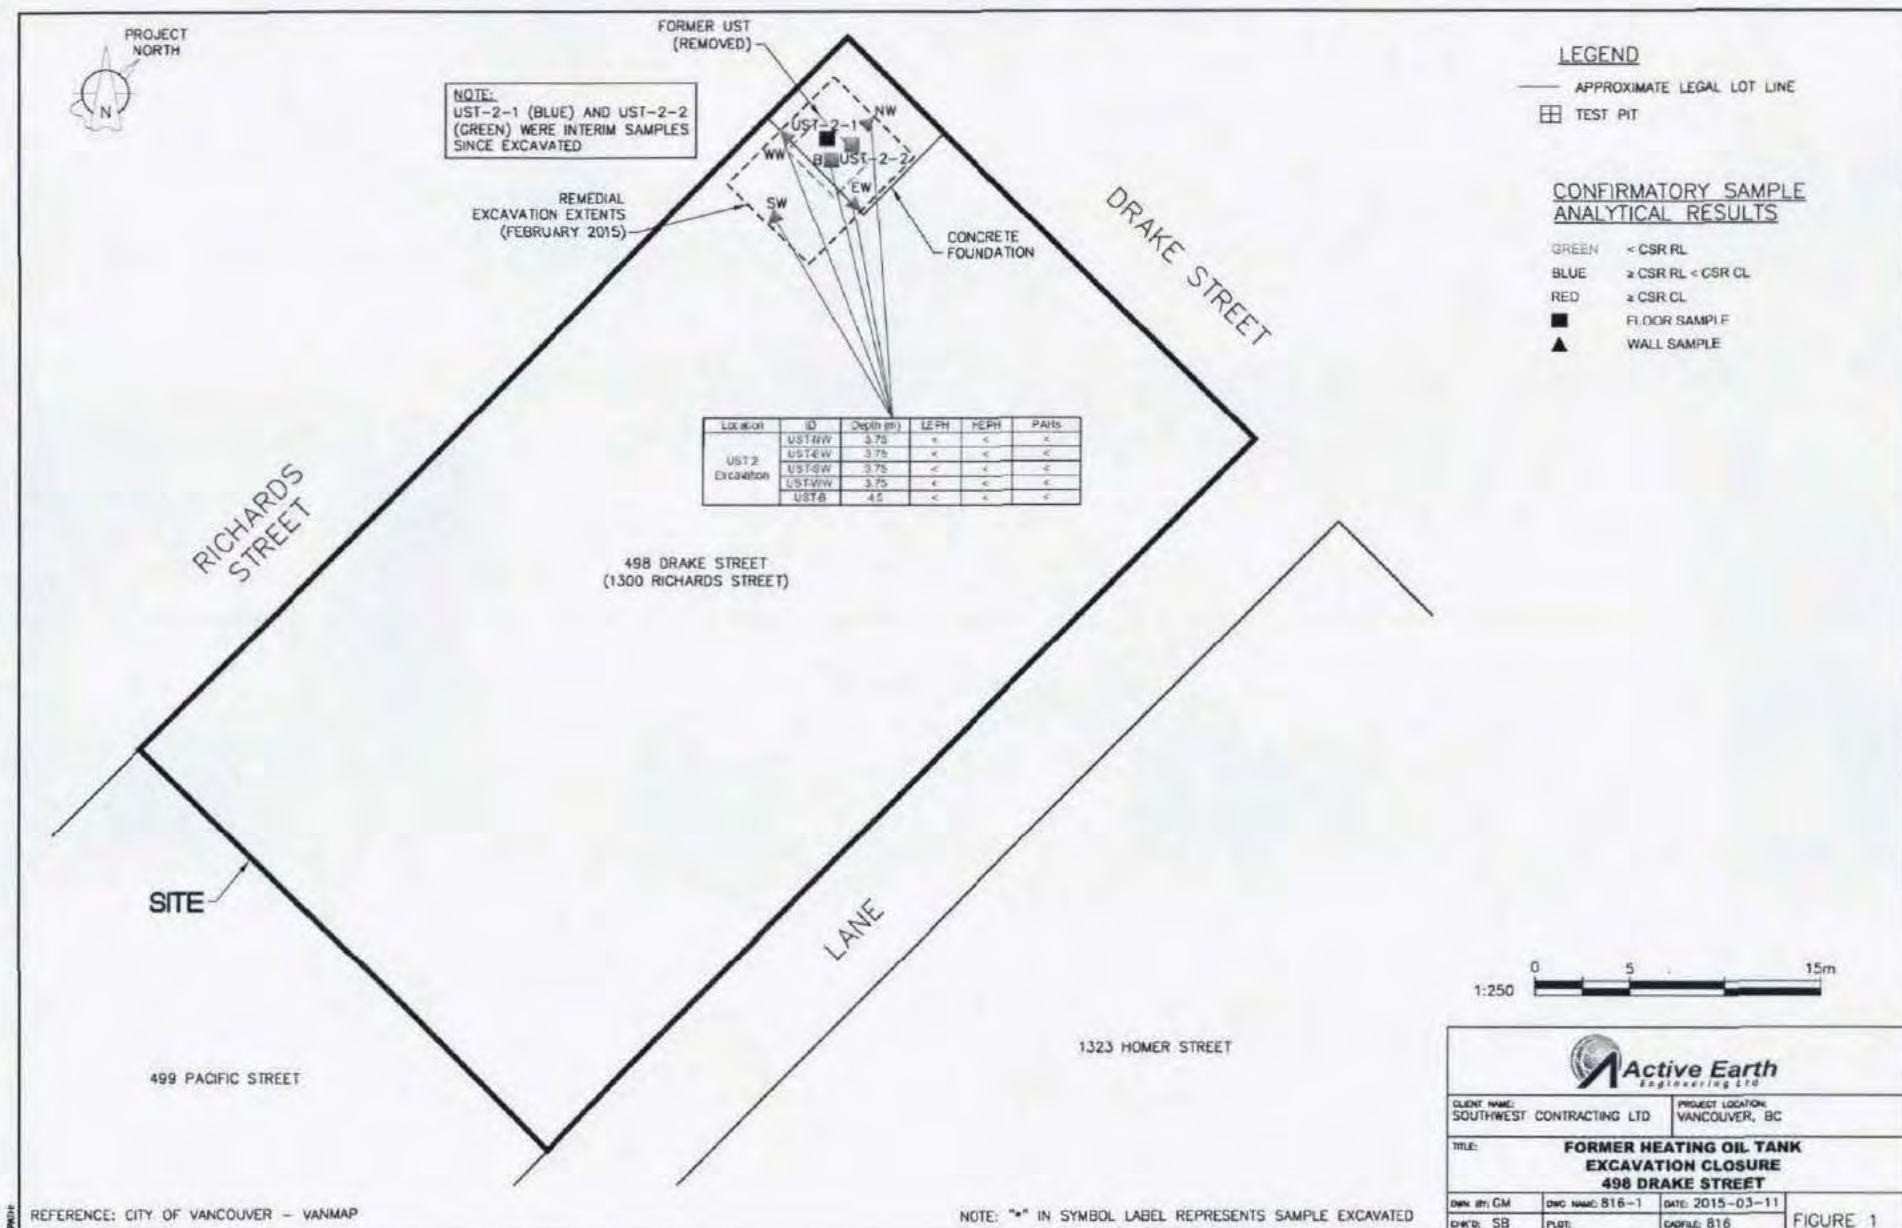 PROJECT
NORTH
N
FORMER UST
(REMOVED)
NOTE:
UST-2-1 (BLUE) AND UST-2-2
(GREEN) WERE INTERIM SAMPLES
SINCE EXCAVATED
UST-2-1
NW
WW
B
UST-2-2
EW
SW
REMEDIAL
EXCAVATION EXTENTS
(FEBRUARY 2015)
CONCRETE
FOUNDATION
DRAKE STREET
RICHARDS
STREET
LEGEND
APPROXIMATE LEGAL LOT LINE
TEST PIT
CONFIRMATORY SAMPLE
ANALYTICAL RESULTS
GREEN < CSR RL
BLUE ≥ CSR RL < CSR CL
RED ≥ CSR CL
FLOOR SAMPLE
WALL SAMPLE
Location ID Depth (m) LEPH HEPH PAHs
UST 2
Excavation
UST-NW 3.75 < < <
UST-EW 3.75 < < <
UST-SW 3.75 < < <
UST-WW 3.75 < < <
UST-B 4.5 < < <
498 DRAKE STREET
(1300 RICHARDS STREET)
SITE
LANE
499 PACIFIC STREET
1323 HOMER STREET
0 5 15m
1:250
Active Earth
Engineering Ltd
CLIENT NAME:
SOUTHWEST CONTRACTING LTD
PROJECT LOCATION:
VANCOUVER, BC
TITLE:
FORMER HEATING OIL TANK
EXCAVATION CLOSURE
498 DRAKE STREET
DWN BY: GM DWG NAME: 816-1 DATE: 2015-03-11
CHK'D: SB PLOT: CADFILE: 816
FIGURE 1
REFERENCE: CITY OF VANCOUVER - VANMAP
NOTE: "*" IN SYMBOL LABEL REPRESENTS SAMPLE EXCAVATED